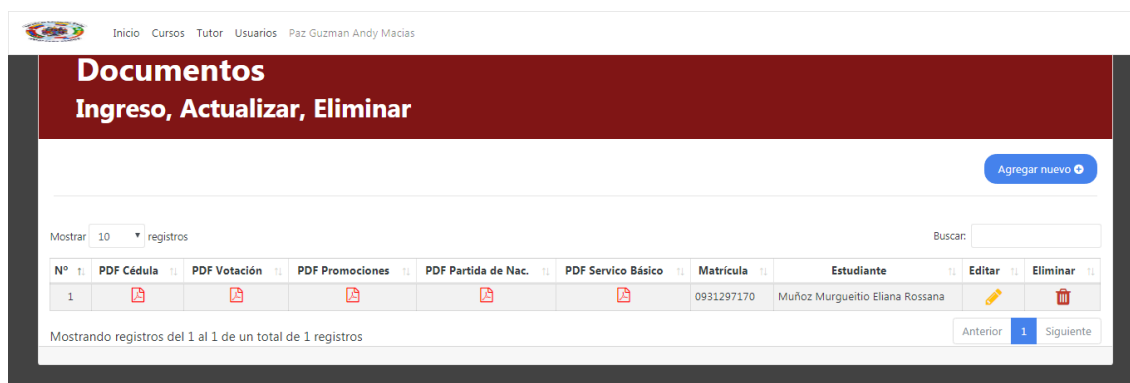 Inicio Cursos Tutor Usuarios Paz Guzman Andy Macias
Documentos
Ingreso, Actualizar, Eliminar
Agregar nuevo
Mostrar 10 registros
Buscar:
N° PDF Cédula PDF Votación PDF Promociones PDF Partida de Nac. PDF Servico Básico Matrícula Estudiante Editar Eliminar
1 0931297170 Muñoz Murgueitio Eliana Rossana
Mostrando registros del 1 al 1 de un total de 1 registros
Anterior 1 Siguiente